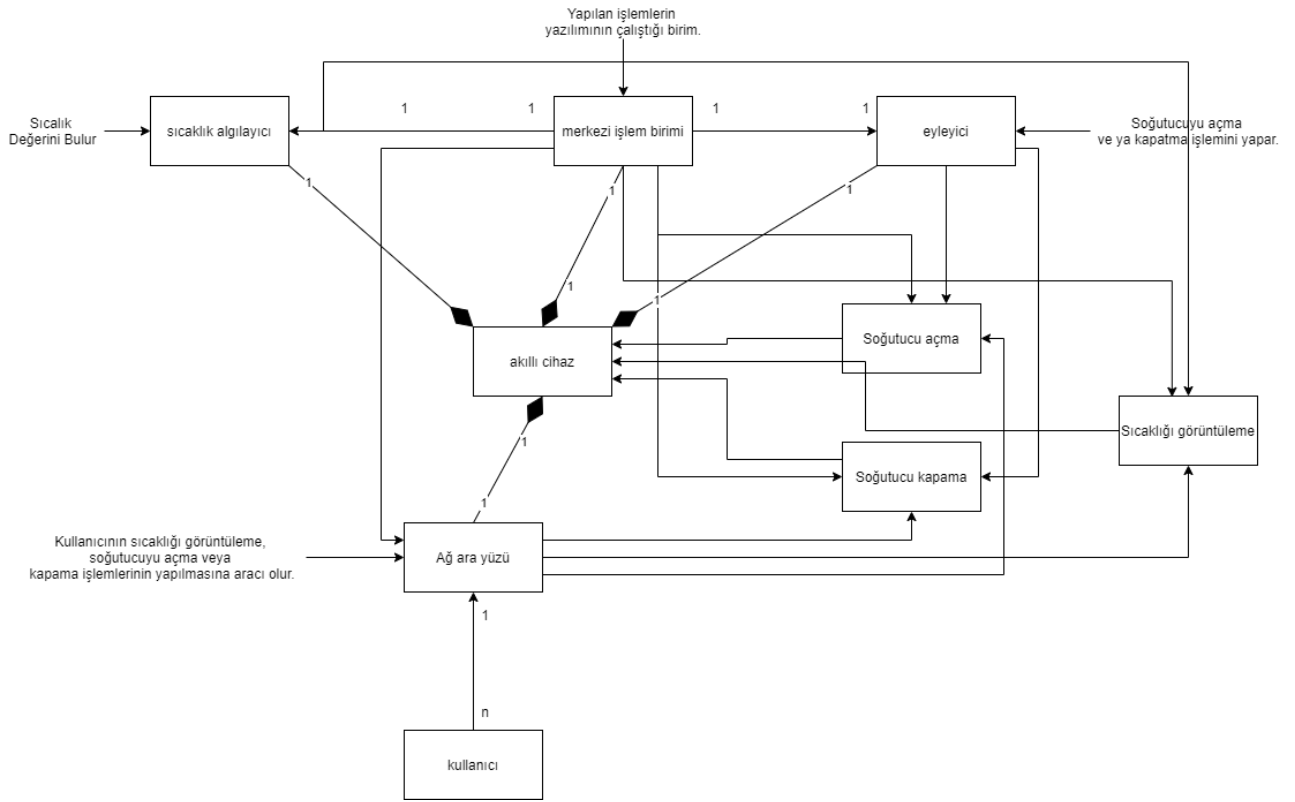 Yapılan işlemlerin
yazılımının çalıştığı birim.
1
1
1
1
Sıcalık
Değerini Bulur
sıcaklık algılayıcı
merkezi işlem birimi
eyleyici
Soğutucuyu açma
ve ya kapatma işlemini yapar.
1
1
1
1
1
Soğutucu açma
akıllı cihaz
Sıcaklığı görüntüleme
1
Soğutucu kapama
1
Kullanıcının sıcaklığı görüntüleme,
soğutucuyu açma veya
kapama işlemlerinin yapılmasına aracı olur.
Ağ ara yüzü
1
n
kullanıcı